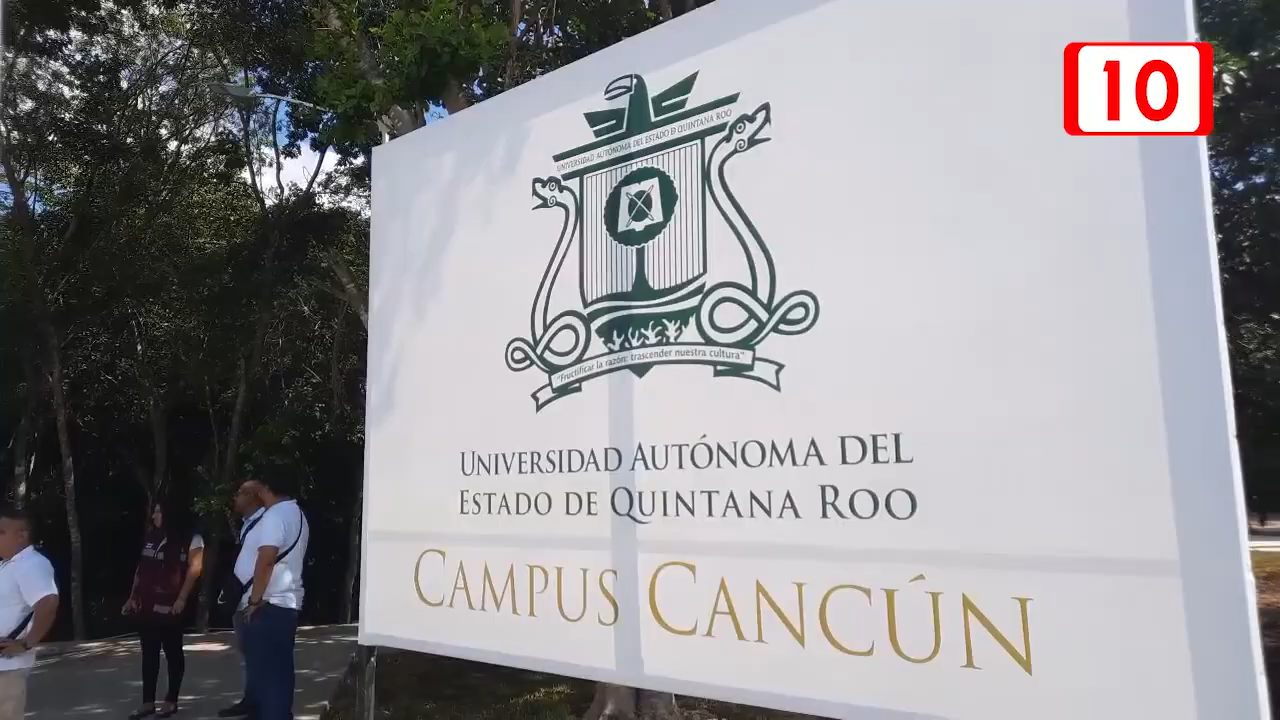 10
UNIVERSIDAD AUTÓNOMA DEL ESTADO D QUINTANA ROO
"Fructificar la razón: trascender nuestra cultura"
UNIVERSIDAD AUTÓNOMA DEL
ESTADO DE QUINTANA ROO
CAMPUS CANCÚN